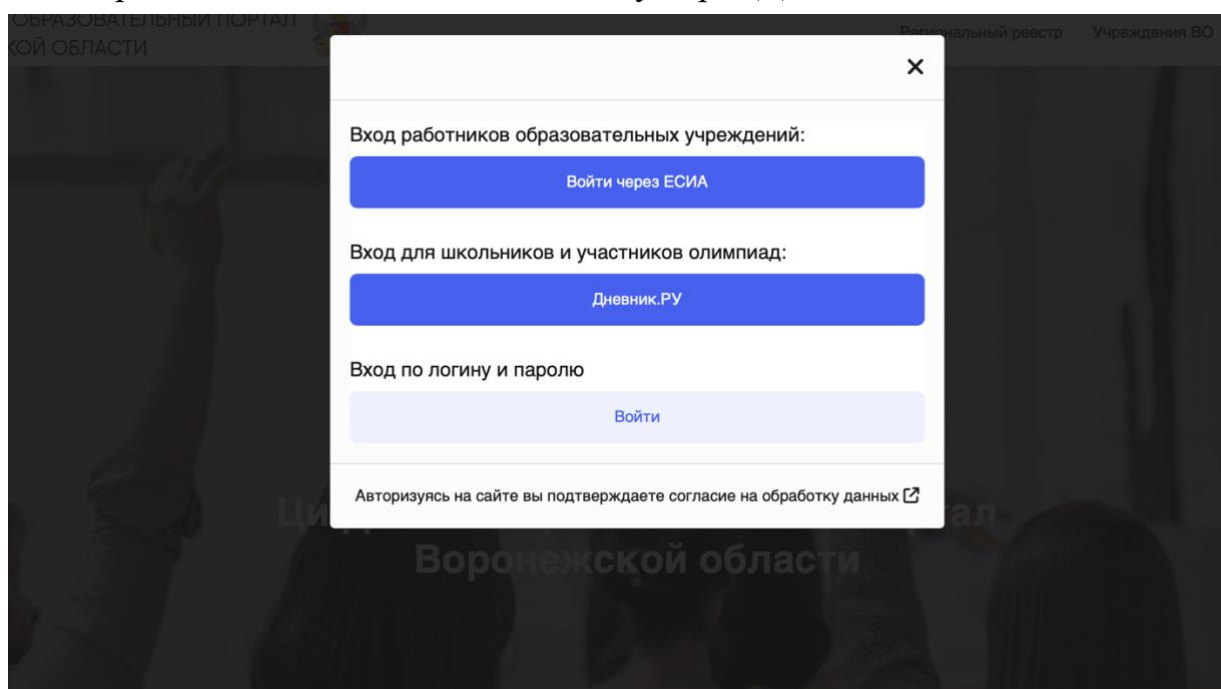 ОБРАЗОВАТЕЛЬНЫЙ ПОРТАЛ
КОЙ ОБЛАСТИ
Региональный реестр Учреждения ВО
Вход работников образовательных учреждений:
Войти через ЕСИА
Вход для школьников и участников олимпиад:
Дневник.РУ
Вход по логину и паролю
Войти
Авторизуясь на сайте вы подтверждаете согласие на обработку данных
Воронежской области